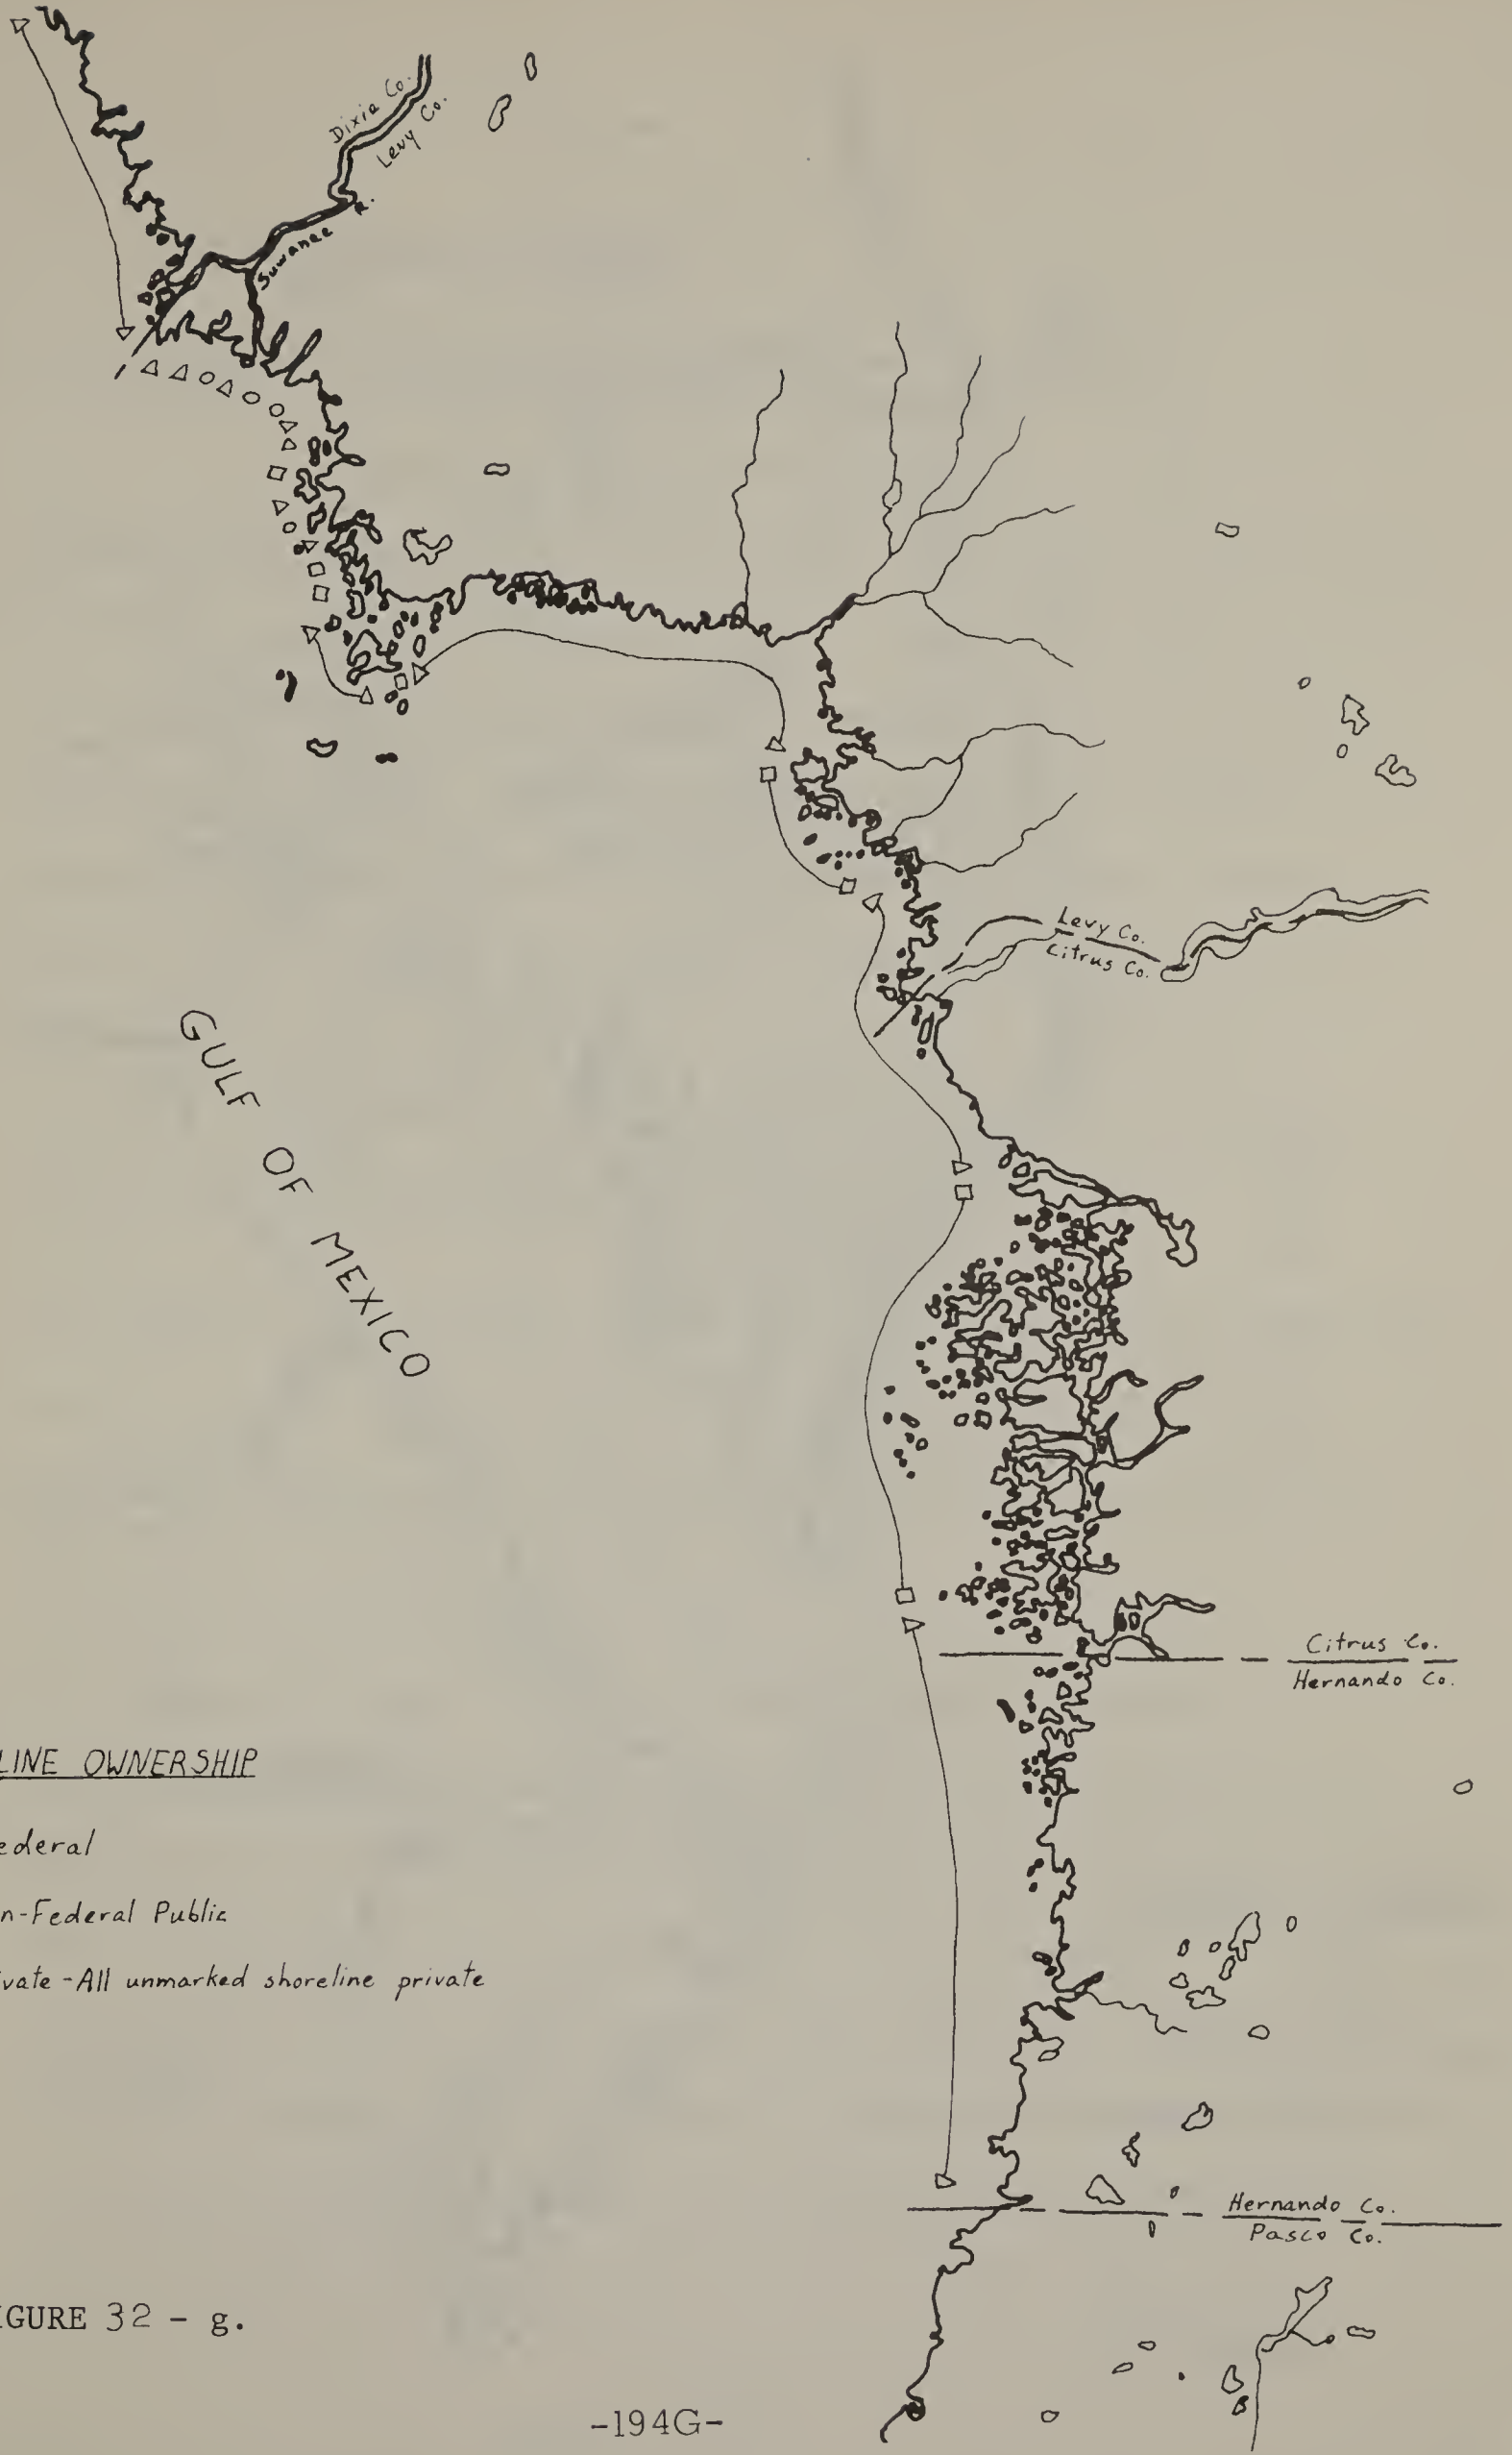 Dixie Co.
Levy Co.
Suwanee R.
Levy Co.
Citrus Co.
GULF OF MEXICO
Citrus Co.
Hernando Co.
LINE OWNERSHIP
ederal
n-Federal Public
ivate - All unmarked shoreline private
Hernando Co.
Pasco Co.
IGURE 32 - g.
-194G-